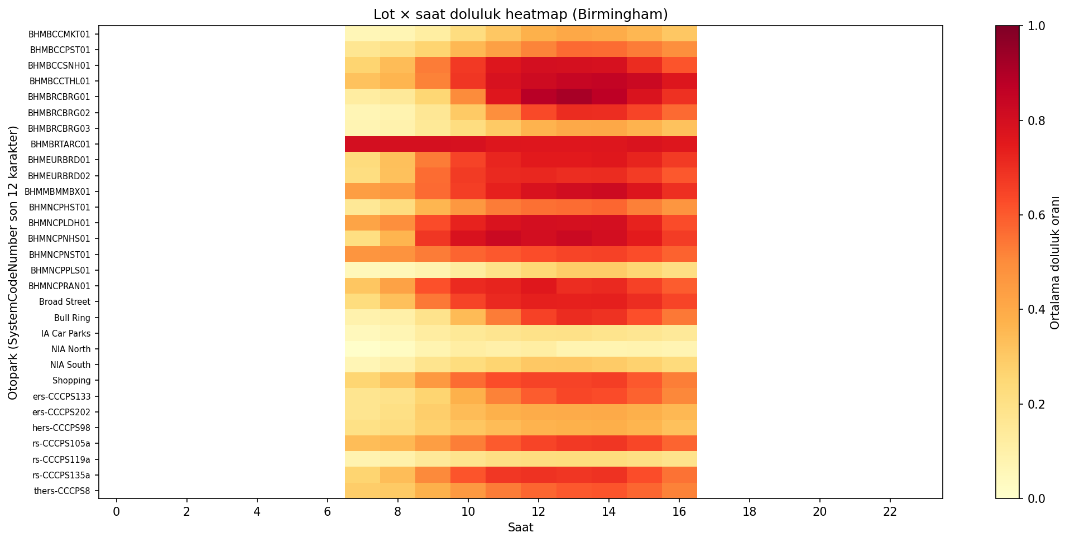 Lot × saat doluluk heatmap (Birmingham)
Otopark (SystemCodeNumber son 12 karakter)
BHMBCCMKT01
BHMBCCPST01
BHMBCCSNH01
BHMBCCTHL01
BHMBRCBRG01
BHMBRCBRG02
BHMBRCBRG03
BHMBRTARC01
BHMEURBRD01
BHMEURBRD02
BHMMBMMBX01
BHMNCPHST01
BHMNCPLDH01
BHMNCPNHS01
BHMNCPNST01
BHMNCPPLS01
BHMNCPRAN01
Broad Street
Bull Ring
IA Car Parks
NIA North
NIA South
Shopping
ers-CCCPS133
ers-CCCPS202
hers-CCCPS98
rs-CCCPS105a
rs-CCCPS119a
rs-CCCPS135a
thers-CCCPS8
0 2 4 6 8 10 12 14 16 18 20 22
Saat
1.0
0.8
0.6
0.4
0.2
0.0
Ortalama doluluk oranı